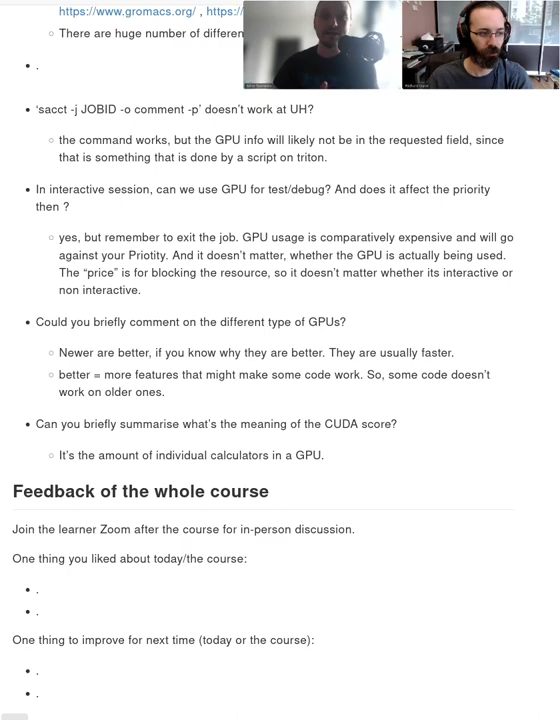 https://www.gromacs.org/ , https://
There are huge number of differen
.
‘sacct -j JOBID -o comment -p’ doesn’t work at UH?
the command works, but the GPU info will likely not be in the requested field, since
that is something that is done by a script on triton.
In interactive session, can we use GPU for test/debug? And does it affect the priority
then ?
yes, but remember to exit the job. GPU usage is comparatively expensive and will go
against your Priotity. And it doesn’t matter, whether the GPU is actually being used.
The “price” is for blocking the resource, so it doesn’t matter whether its interactive or
non interactive.
Could you briefly comment on the different type of GPUs?
Newer are better, if you know why they are better. They are usually faster.
better = more features that might make some code work. So, some code doesn’t
work on older ones.
Can you briefly summarise what’s the meaning of the CUDA score?
It’s the amount of individual calculators in a GPU.
Feedback of the whole course
Join the learner Zoom after the course for in-person discussion.
One thing you liked about today/the course:
.
.
One thing to improve for next time (today or the course):
.
.